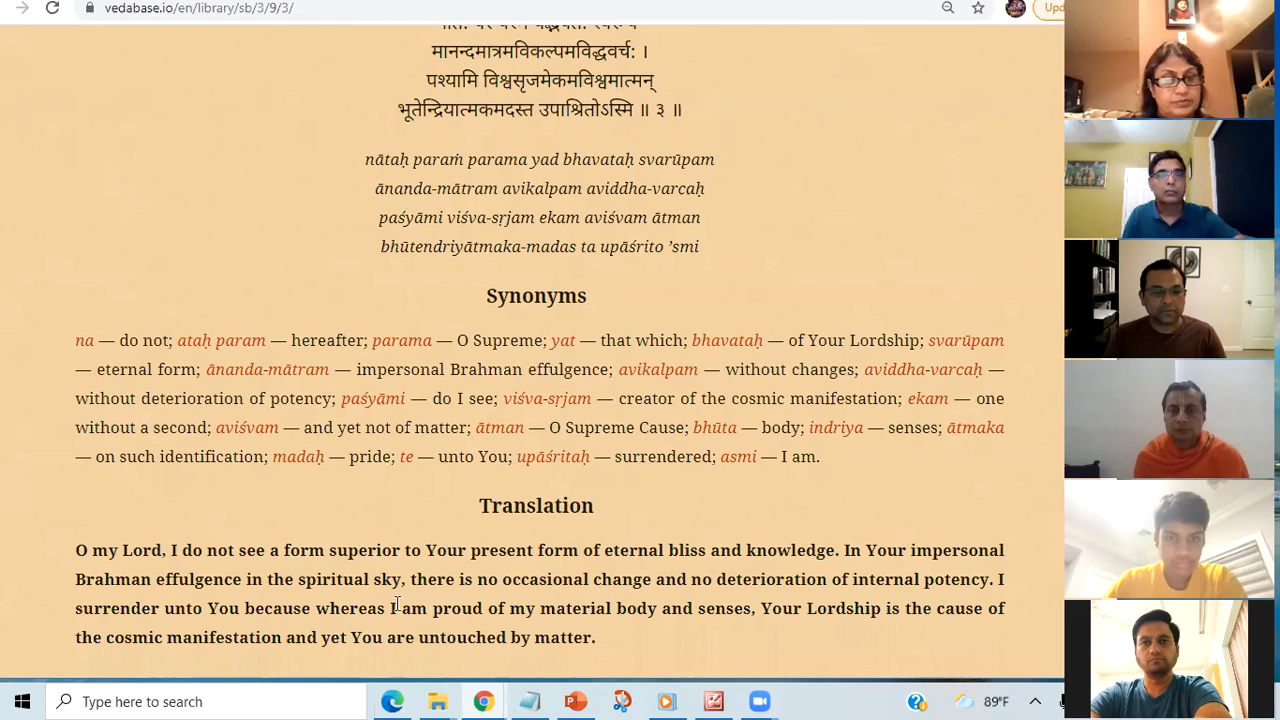 vedabase.io/en/library/sb/3/9/3/
मानन्दमात्रमविकल्पमविद्धवर्च: ।
पश्यामि विश्वसृजमेकमविश्वमात्मन्
भूतेन्द्रियात्मकमदस्त उपाश्रितोऽस्मि ॥ ३ ॥
nātaḥ paraṁ parama yad bhavataḥ svarūpam
ānanda-mātram avikalpam aviddha-varcaḥ
paśyāmi viśva-sṛjam ekam aviśvam ātman
bhūtendriyātmaka-madas ta upāśrito ’smi
Synonyms
na — do not; ataḥ param — hereafter; parama — O Supreme; yat — that which; bhavataḥ — of Your Lordship; svarūpam
— eternal form; ānanda-mātram — impersonal Brahman effulgence; avikalpam — without changes; aviddha-varcaḥ —
without deterioration of potency; paśyāmi — do I see; viśva-sṛjam — creator of the cosmic manifestation; ekam — one
without a second; aviśvam — and yet not of matter; ātman — O Supreme Cause; bhūta — body; indriya — senses; ātmaka
— on such identification; madaḥ — pride; te — unto You; upāśritaḥ — surrendered; asmi — I am.
Translation
O my Lord, I do not see a form superior to Your present form of eternal bliss and knowledge. In Your impersonal
Brahman effulgence in the spiritual sky, there is no occasional change and no deterioration of internal potency. I
surrender unto You because whereas I am proud of my material body and senses, Your Lordship is the cause of
the cosmic manifestation and yet You are untouched by matter.
Type here to search
89°F